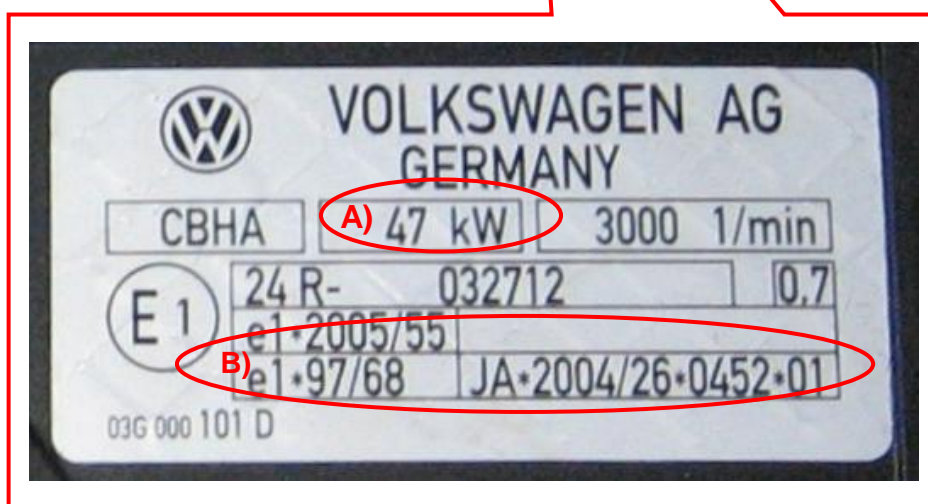 VOLKSWAGEN AG
GERMANY
CBHA A) 47 kW 3000 1/min
E1 24 R- 032712 0,7
e1*2005/55
B) e1*97/68 JA*2004/26*0452*01
03G 000 101 D